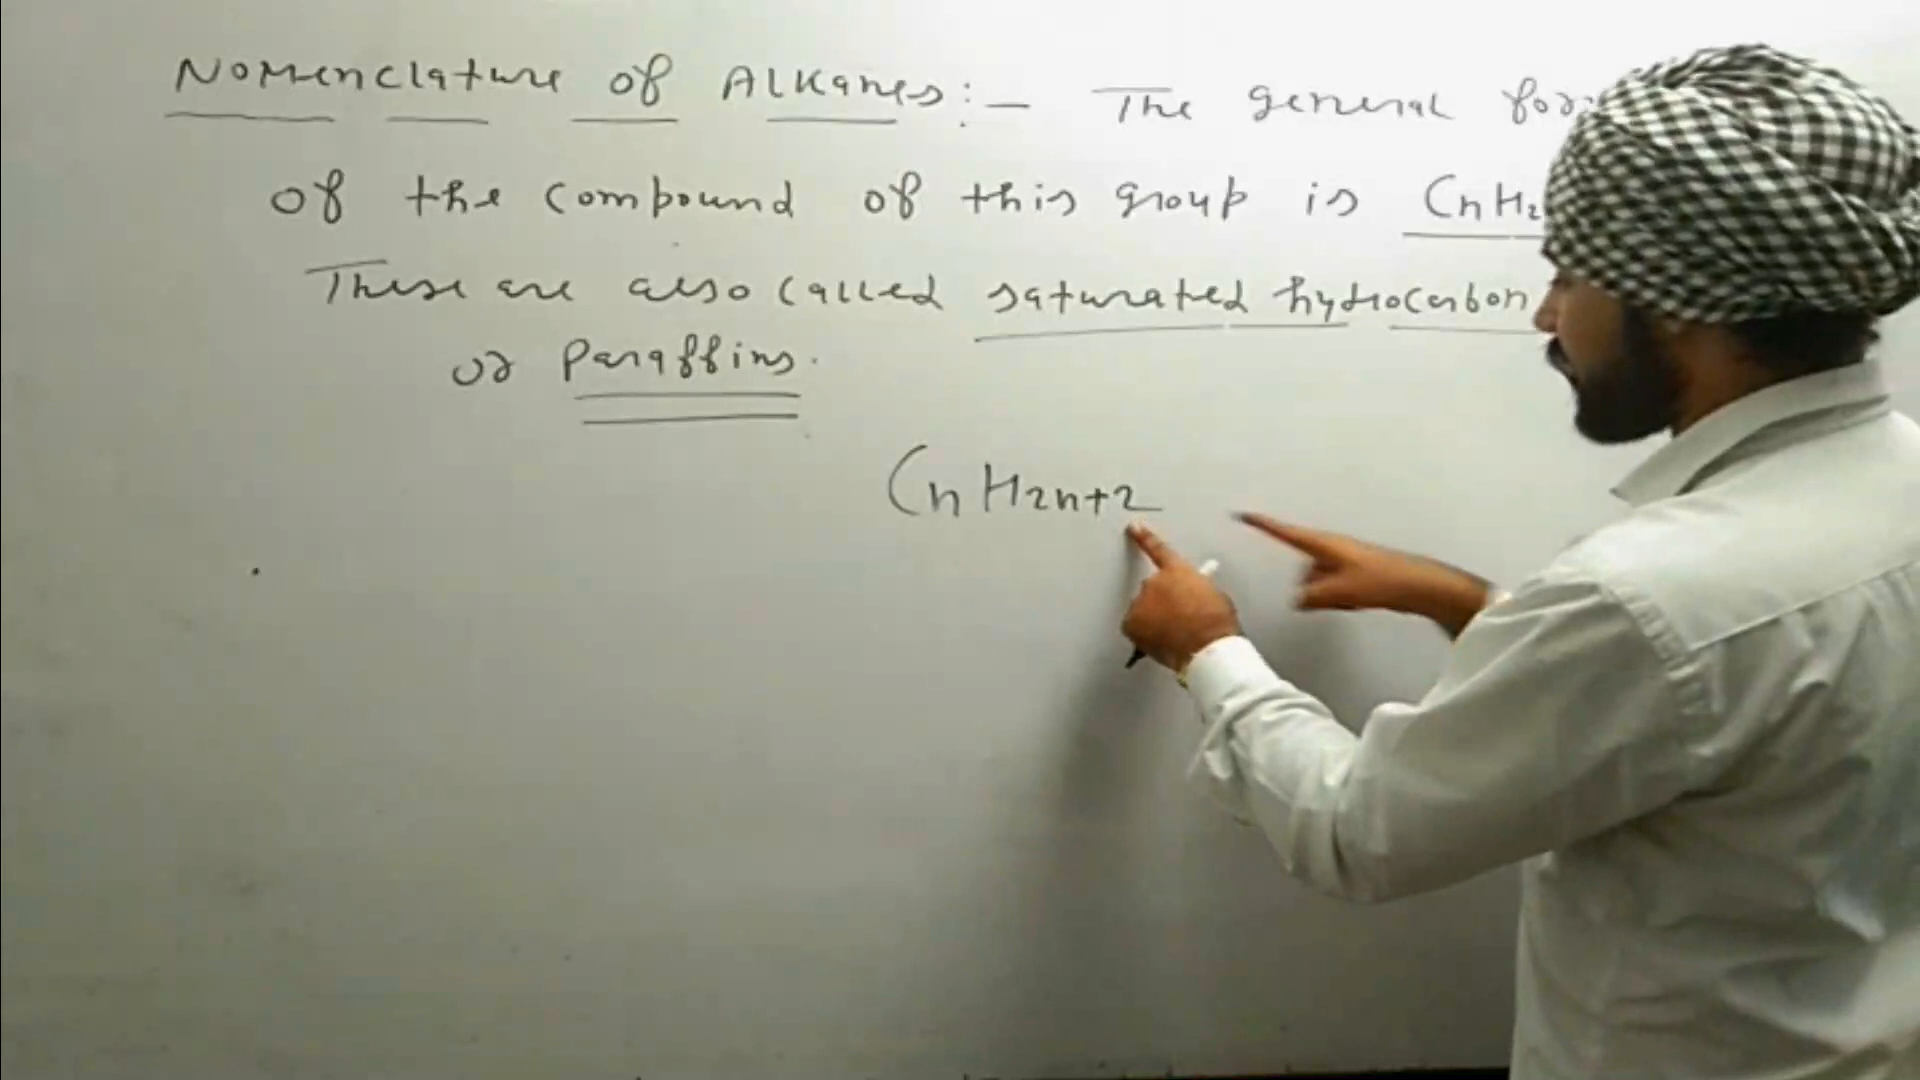 Nomenclature of Alkanes:- The general
of the compound of this group is CnH2
These are also called saturated hydrocarbon
or Paraffins.
CnH2n+2